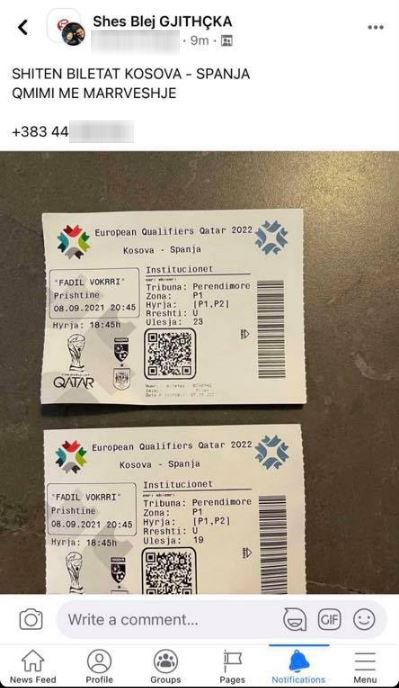 Shes Blej GJITHÇKA
· 9m ·
SHITEN BILETAT KOSOVA - SPANJA
QMIMI ME MARRVESHJE
+383 44
European Qualifiers Qatar 2022
Kosova - Spanja
"FADIL VOKRRI"
Prishtine
08.09.2021 20:45
Hyrja: 18:45h
QATAR
Institucionet
Tribuna: Perendimore
Zona: P1
Hyrja: [P1,P2]
Rreshti: U
Ulesja: 23
European Qualifiers Qatar 2022
Kosova - Spanja
"FADIL VOKRRI"
Prishtine
08.09.2021 20:45
Hyrja: 18:45h
Institucionet
Tribuna: Perendimore
Zona: P1
Hyrja: [P1,P2]
Rreshti: U
Ulesja: 19
Write a comment...
GIF
News Feed
Profile
Groups
Pages
Notifications
Menu